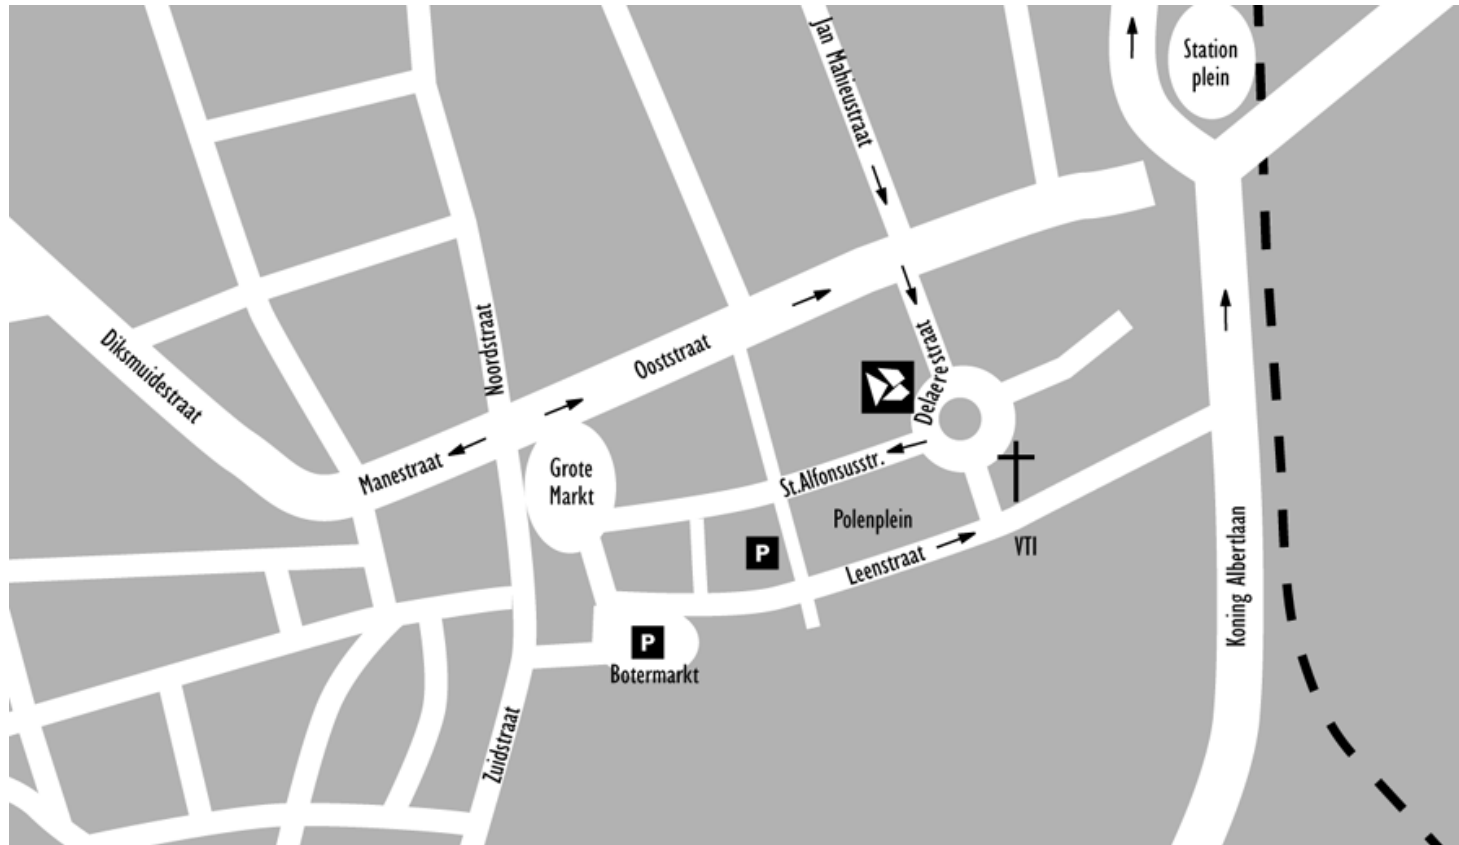 Jan Mahieustraat
Station
plein
Diksmuidestraat
Noordstraat
Ooststraat
Delaerestraat
Manestraat
Grote
Markt
St.Alfonsusstr.
Polenplein
P
Leenstraat
VTI
Koning Albertlaan
P
Botermarkt
Zuidstraat